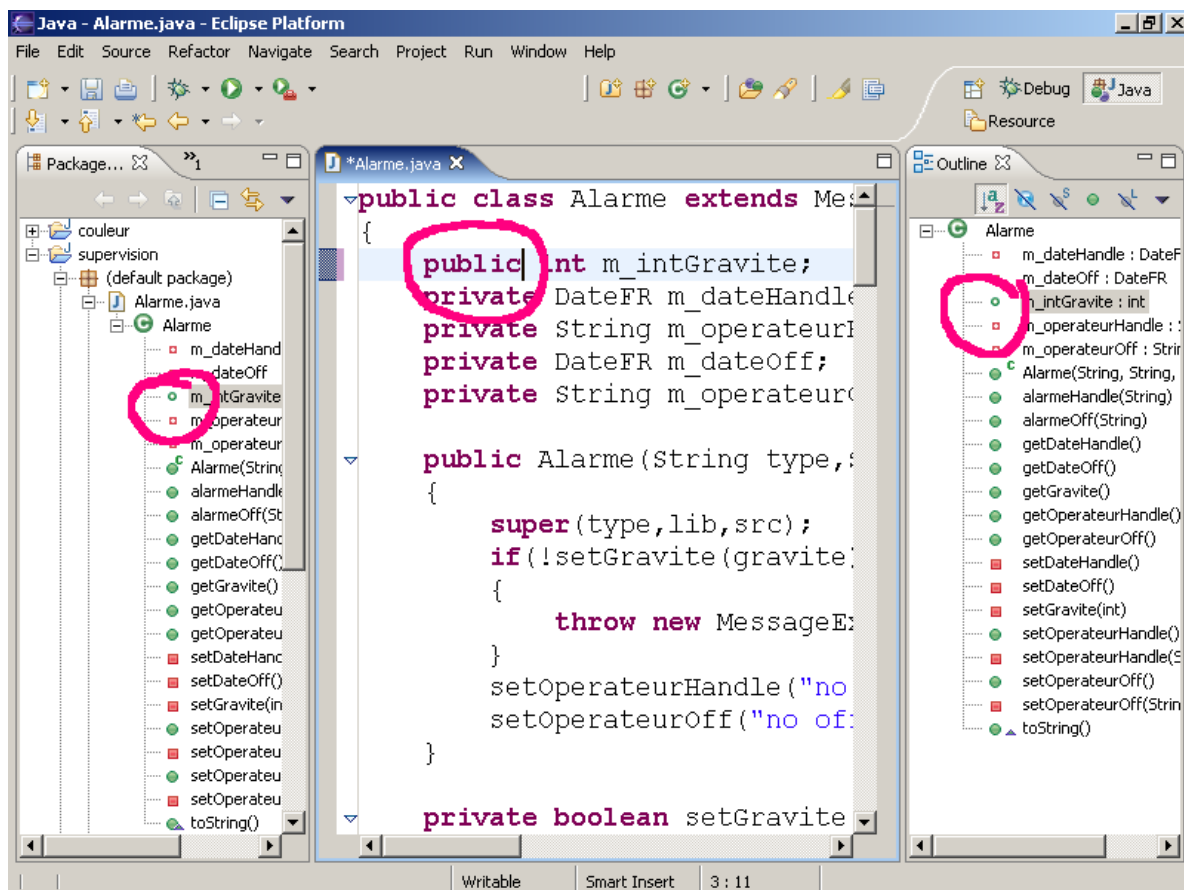 Java - Alarme.java - Eclipse Platform
File Edit Source Refactor Navigate Search Project Run Window Help
Debug Java
Resource
Package... »1
couleur
supervision
(default package)
Alarme.java
Alarme
m_dateHand
m_dateOff
m_intGravite
m_operateur
m_operateur
Alarme(String
alarmeHandle
alarmeOff(St
getDateHand
getDateOff()
getGravite()
getOperateu
getOperateu
setDateHand
setDateOff()
setGravite(in
setOperateu
setOperateu
setOperateu
setOperateu
toString()
*Alarme.java
public class Alarme extends Mes
{
public int m_intGravite;
private DateFR m_dateHandle
private String m_operateurH
private DateFR m_dateOff;
private String m_operateurO
public Alarme(String type,s
{
super(type,lib,src);
if(!setGravite(gravite)
{
throw new MessageEx
}
setOperateurHandle("no
setOperateurOff("no off
}
private boolean setGravite
Outline
Alarme
m_dateHandle : DateF
m_dateOff : DateFR
m_intGravite : int
m_operateurHandle : S
m_operateurOff : Strin
Alarme(String, String,
alarmeHandle(String)
alarmeOff(String)
getDateHandle()
getDateOff()
getGravite()
getOperateurHandle()
getOperateurOff()
setDateHandle()
setDateOff()
setGravite(int)
setOperateurHandle()
setOperateurHandle(S
setOperateurOff()
setOperateurOff(Strin
toString()
Writable Smart Insert 3 : 11